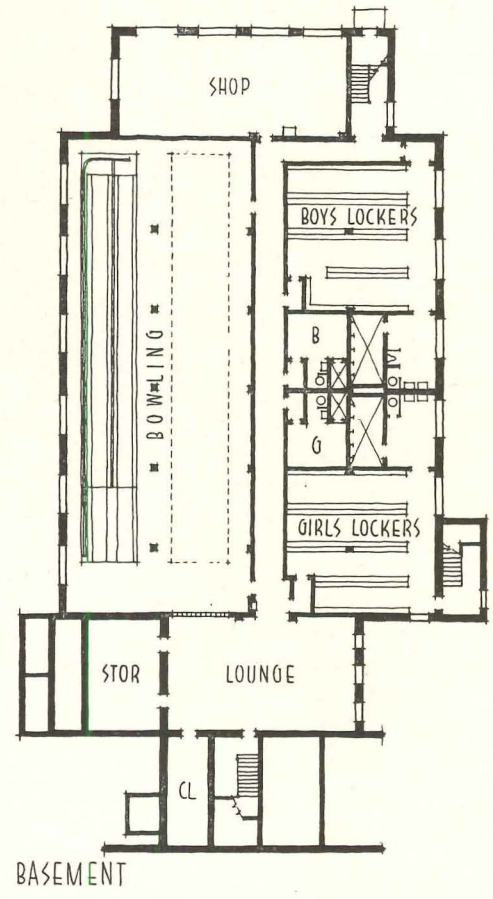 SHOP
BOYS LOCKERS
B
BOWLING
G
GIRLS LOCKERS
STOR
LOUNGE
CL
BASEMENT